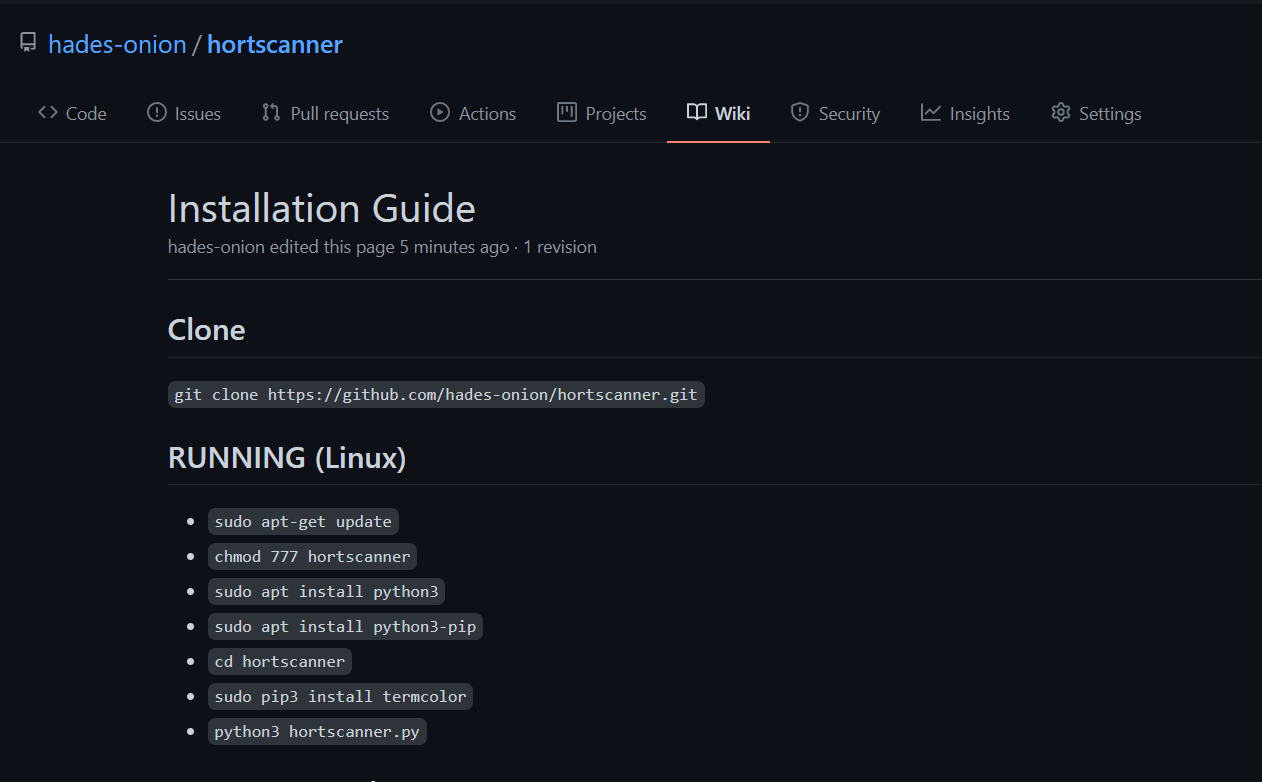 hades-onion / hortscanner
Code Issues Pull requests Actions Projects Wiki Security Insights Settings
Installation Guide
hades-onion edited this page 5 minutes ago · 1 revision
Clone
git clone https://github.com/hades-onion/hortscanner.git
RUNNING (Linux)
sudo apt-get update
chmod 777 hortscanner
sudo apt install python3
sudo apt install python3-pip
cd hortscanner
sudo pip3 install termcolor
python3 hortscanner.py